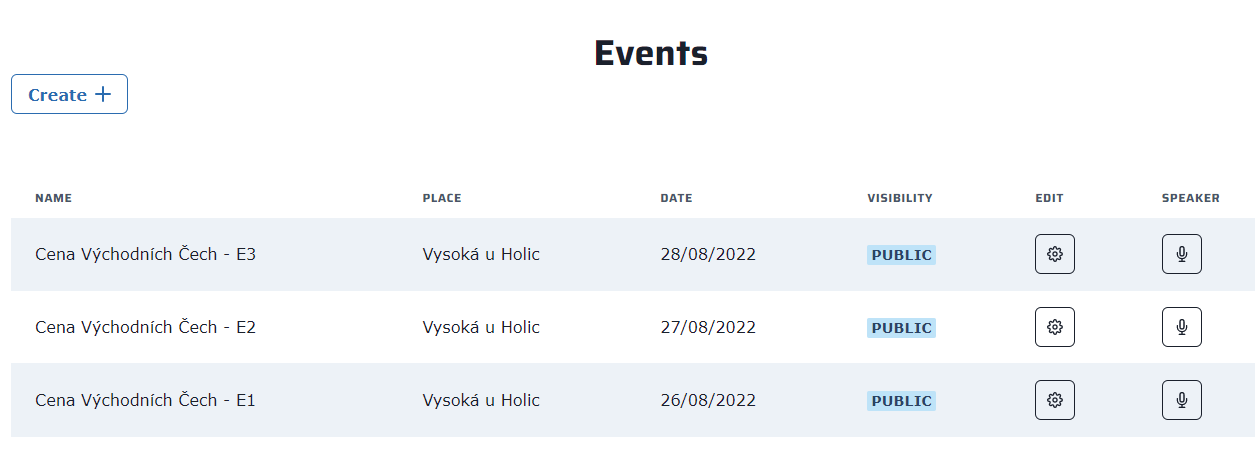 Events
Create
NAME PLACE DATE VISIBILITY EDIT SPEAKER
Cena Východních Čech - E3 Vysoká u Holic 28/08/2022 PUBLIC
Cena Východních Čech - E2 Vysoká u Holic 27/08/2022 PUBLIC
Cena Východních Čech - E1 Vysoká u Holic 26/08/2022 PUBLIC